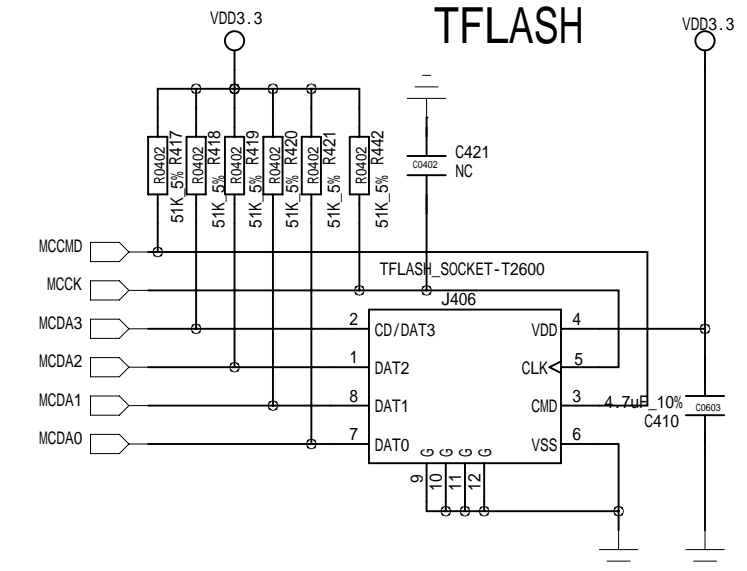 TFLASH
VDD3.3
VDD3.3
R0402
51K_5% R417
R0402
51K_5% R418
R0402
51K_5% R419
R0402
51K_5% R420
R0402
51K_5% R421
R0402
51K_5% R442
C0402
C421
NC
MCCMD
MCCK
MCDA3
MCDA2
MCDA1
MCDA0
TFLASH_SOCKET-T2600
J406
2 CD/DAT3
1 DAT2
8 DAT1
7 DAT0
VDD 4
CLK 5
CMD 3
VSS 6
G G G G
9 10 11 12
4.7uF_10%
C0603
C410